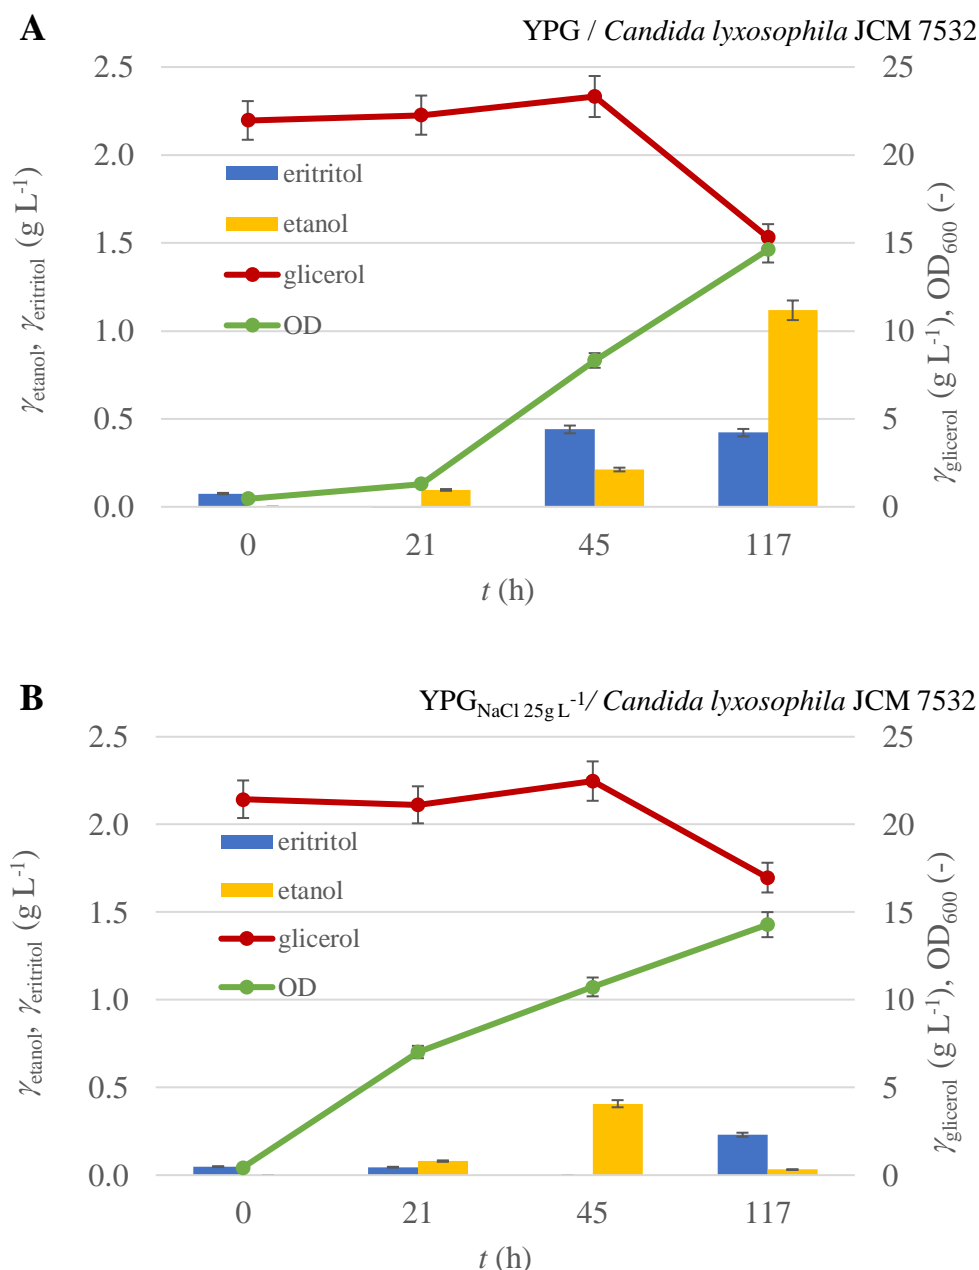 A
YPG / Candida lyxosophila JCM 7532
2.5
2.0
1.5
1.0
0.5
0.0
25
20
15
10
5
0
γetanol, γeritritol (g L-1)
γglicerol (g L-1), OD600 (-)
eritritol
etanol
glicerol
OD
0 21 45 117
t (h)
B
YPGNaCl 25g L-1/ Candida lyxosophila JCM 7532
2.5
2.0
1.5
1.0
0.5
0.0
25
20
15
10
5
0
γetanol, γeritritol (g L-1)
γglicerol (g L-1), OD600 (-)
eritritol
etanol
glicerol
OD
0 21 45 117
t (h)